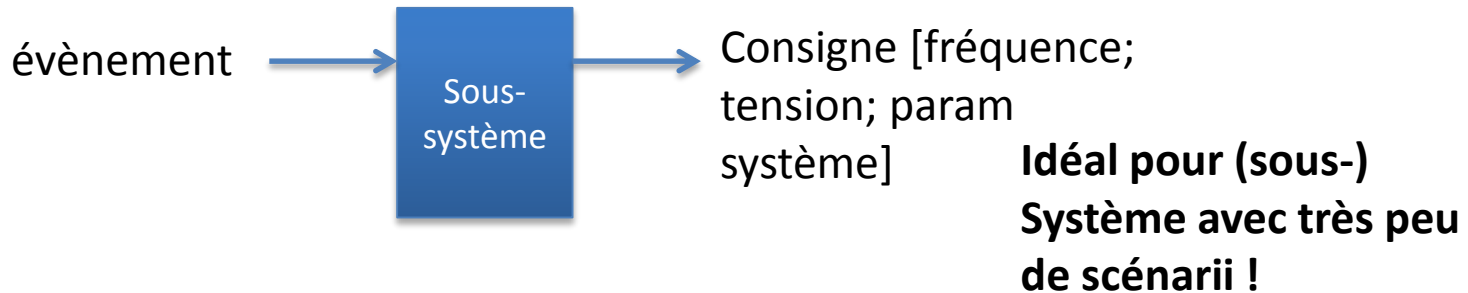 évènement
Sous-
système
Consigne [fréquence;
tension; param
système]
Idéal pour (sous-)
Système avec très peu
de scénarii !